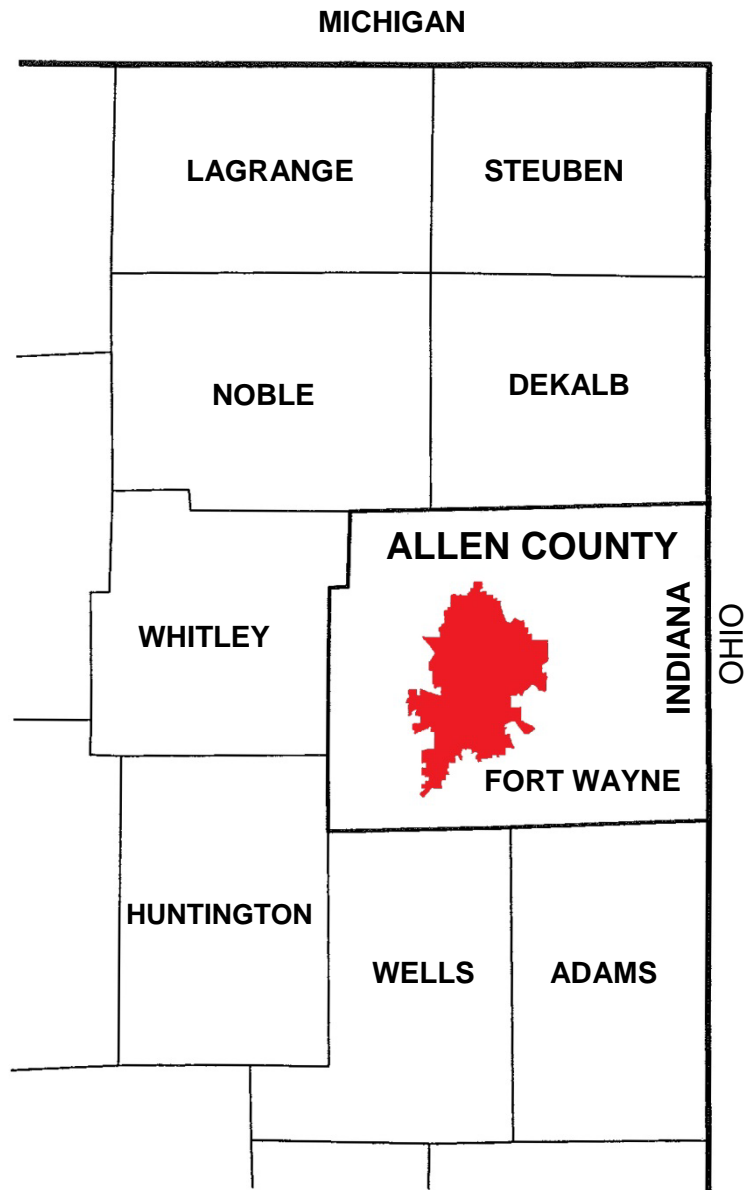 MICHIGAN
LAGRANGE
STEUBEN
NOBLE
DEKALB
ALLEN COUNTY
WHITLEY
INDIANA
OHIO
FORT WAYNE
HUNTINGTON
WELLS
ADAMS